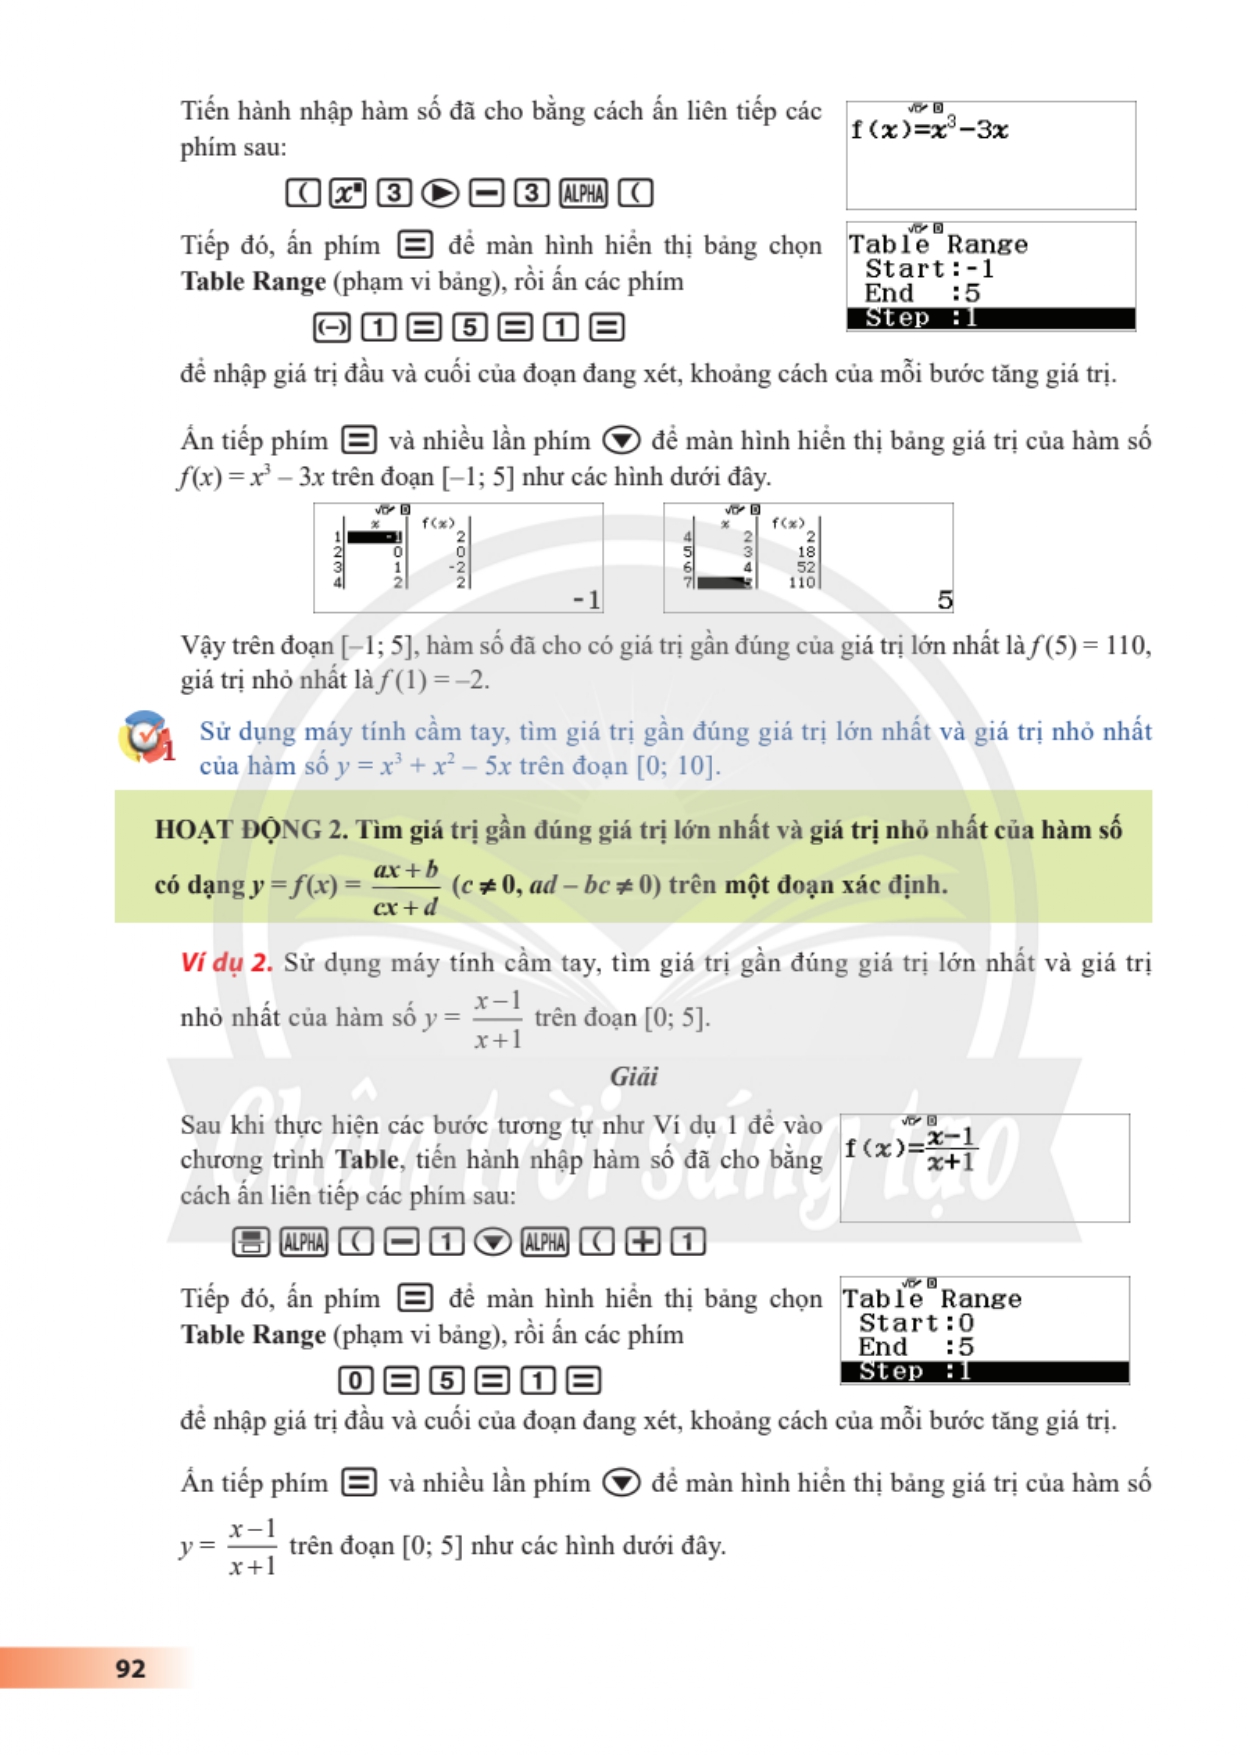 Tiến hành nhập hàm số đã cho bằng cách ấn liên tiếp các
phím sau:
( x■ 3 ▶ − 3 ALPHA (
f(x)=x³−3x
Tiếp đó, ấn phím = để màn hình hiển thị bảng chọn
Table Range (phạm vi bảng), rồi ấn các phím
(−) 1 = 5 = 1 =
Table Range
Start:-1
End :5
Step :1
để nhập giá trị đầu và cuối của đoạn đang xét, khoảng cách của mỗi bước tăng giá trị.
Ấn tiếp phím = và nhiều lần phím ▼ để màn hình hiển thị bảng giá trị của hàm số
f(x) = x³ – 3x trên đoạn [–1; 5] như các hình dưới đây.
x f(x)
1 -1 2
2 0 0
3 1 -2
4 2 2
-1
x f(x)
4 2 2
5 3 18
6 4 52
7 110
5
Vậy trên đoạn [–1; 5], hàm số đã cho có giá trị gần đúng của giá trị lớn nhất là f(5) = 110,
giá trị nhỏ nhất là f(1) = –2.
1
Sử dụng máy tính cầm tay, tìm giá trị gần đúng giá trị lớn nhất và giá trị nhỏ nhất
của hàm số y = x³ + x² – 5x trên đoạn [0; 10].
HOẠT ĐỘNG 2. Tìm giá trị gần đúng giá trị lớn nhất và giá trị nhỏ nhất của hàm số
có dạng y = f(x) = (ax + b)/(cx + d) (c ≠ 0, ad – bc ≠ 0) trên một đoạn xác định.
Ví dụ 2. Sử dụng máy tính cầm tay, tìm giá trị gần đúng giá trị lớn nhất và giá trị
nhỏ nhất của hàm số y = (x−1)/(x+1) trên đoạn [0; 5].
Giải
Sau khi thực hiện các bước tương tự như Ví dụ 1 để vào
chương trình Table, tiến hành nhập hàm số đã cho bằng
cách ấn liên tiếp các phím sau:
f(x)=(x−1)/(x+1)
ALPHA ( − 1 ▼ ALPHA ( + 1
Tiếp đó, ấn phím = để màn hình hiển thị bảng chọn
Table Range (phạm vi bảng), rồi ấn các phím
0 = 5 = 1 =
Table Range
Start:0
End :5
Step :1
để nhập giá trị đầu và cuối của đoạn đang xét, khoảng cách của mỗi bước tăng giá trị.
Ấn tiếp phím = và nhiều lần phím ▼ để màn hình hiển thị bảng giá trị của hàm số
y = (x−1)/(x+1) trên đoạn [0; 5] như các hình dưới đây.
Chân trời sáng tạo
92